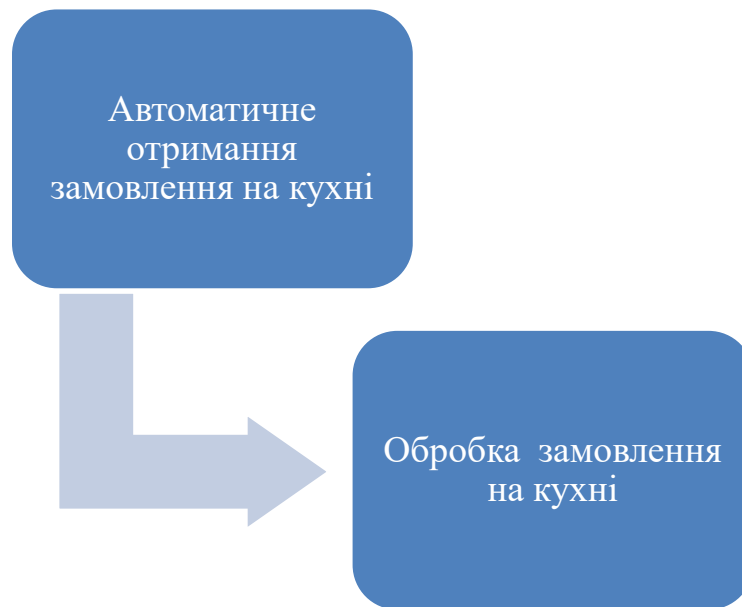 Автоматичне
отримання
замовлення на кухні
Обробка  замовлення
на кухні